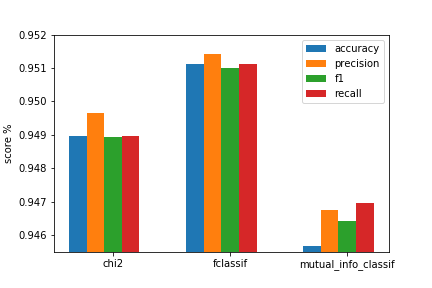 0.952
0.951
0.950
0.949
0.948
0.947
0.946
score %
accuracy
precision
f1
recall
chi2
fclassif
mutual_info_classif